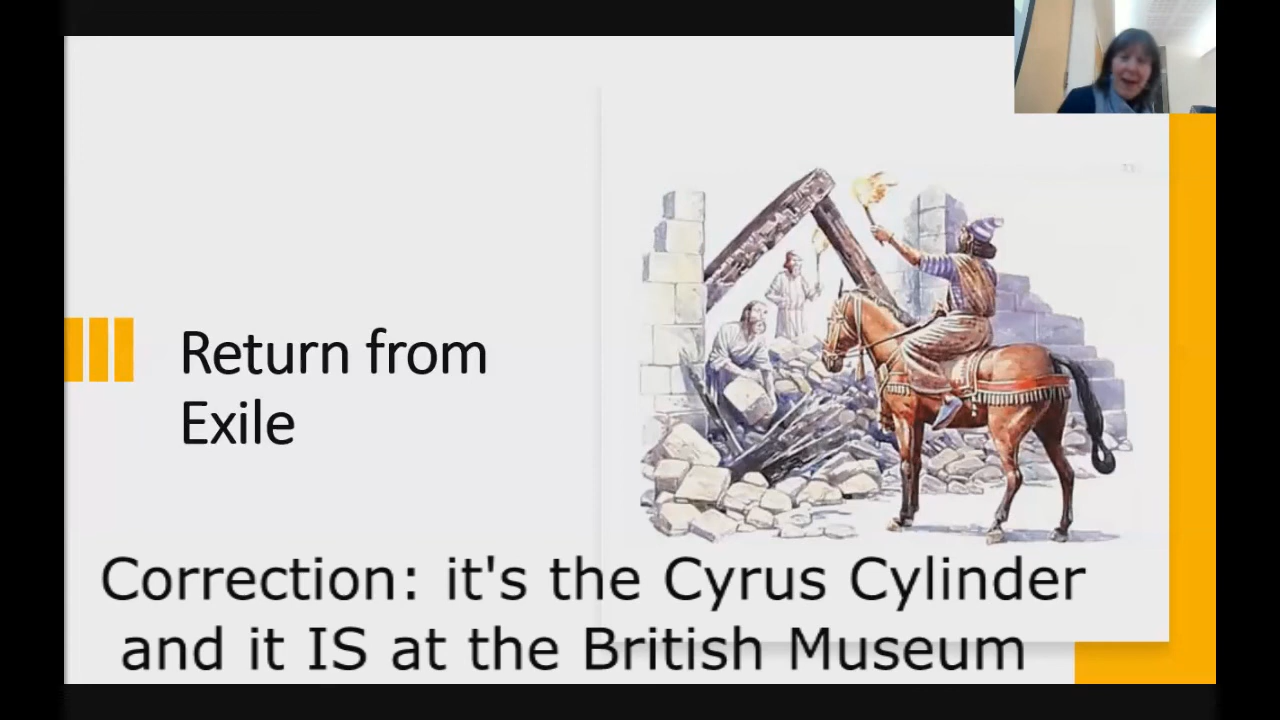 Return from
Exile
Correction: it's the Cyrus Cylinder
and it IS at the British Museum